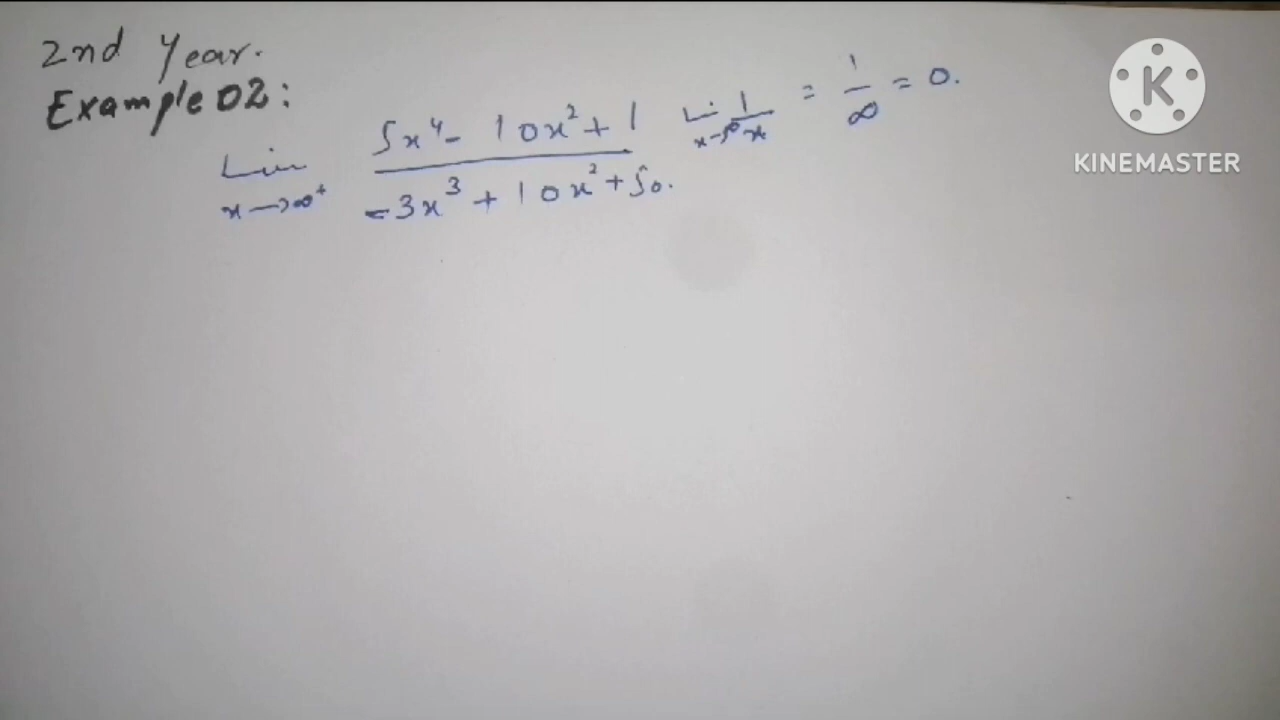 2nd Year.
Example 02:
Lim x→∞⁺ (5x⁴ - 10x² + 1) / (-3x³ + 10x² + 50.)
Lim x→∞ 1/x = 1/∞ = 0.
K
KINEMASTER